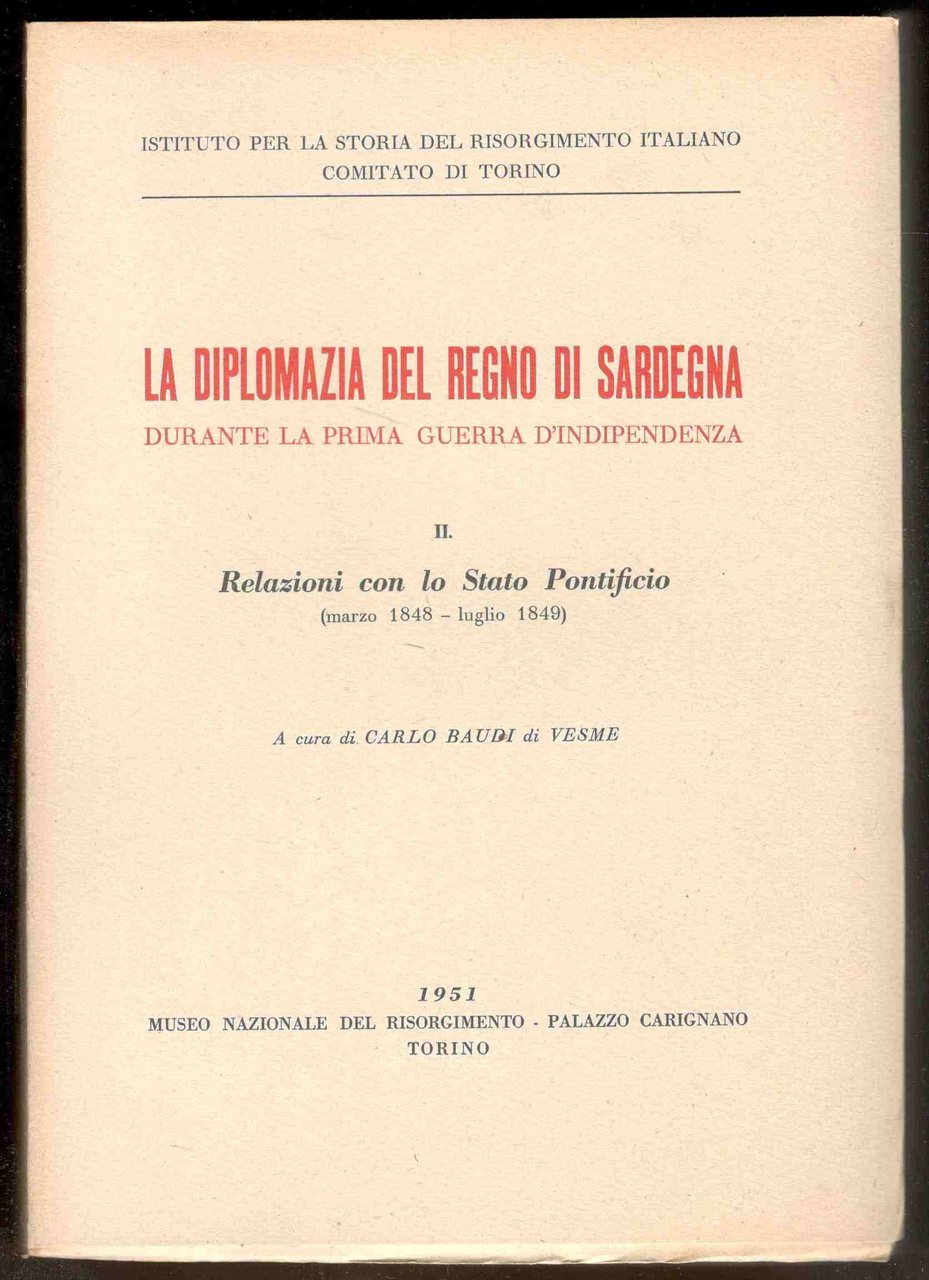 ISTITUTO PER LA STORIA DEL RISORGIMENTO ITALIANO
COMITATO DI TORINO
LA DIPLOMAZIA DEL REGNO DI SARDEGNA
DURANTE LA PRIMA GUERRA D'INDIPENDENZA
II.
Relazioni con lo Stato Pontificio
(marzo 1848 - luglio 1849)
A cura di CARLO BAUDI di VESME
1951
MUSEO NAZIONALE DEL RISORGIMENTO - PALAZZO CARIGNANO
TORINO